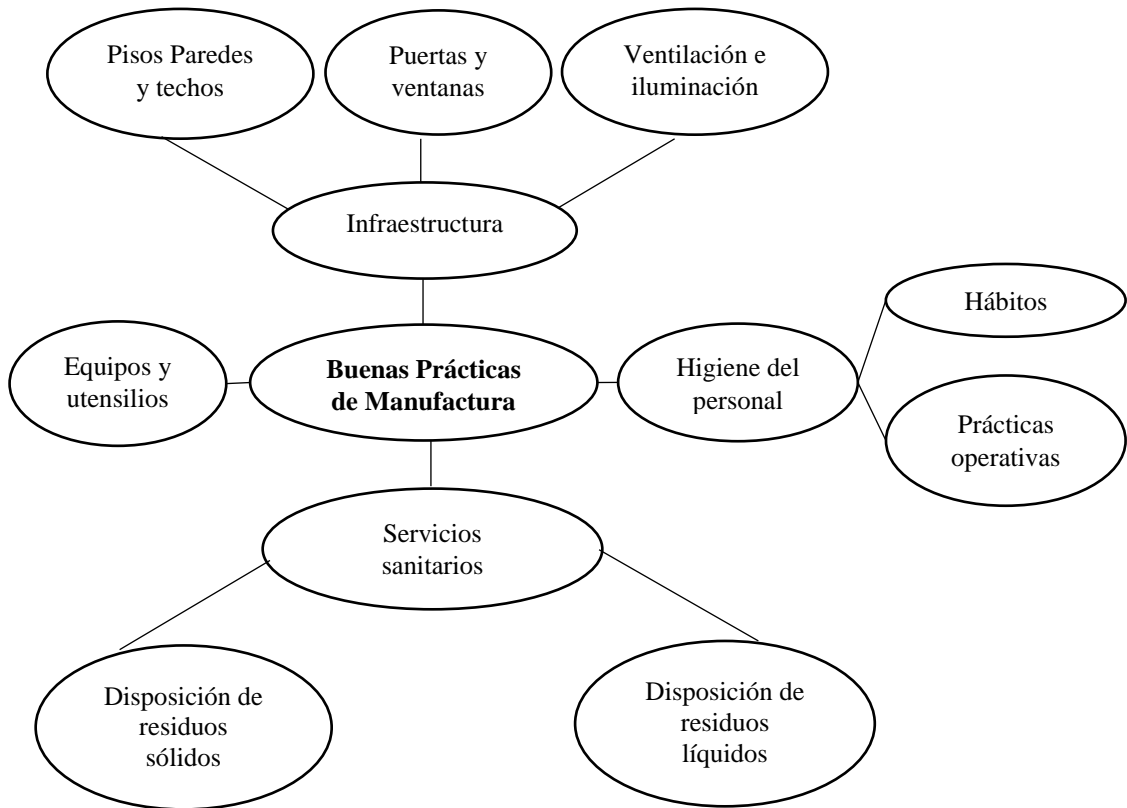 Pisos Paredes
y techos
Puertas y
ventanas
Ventilación e
iluminación
Infraestructura
Hábitos
Equipos y
utensilios
Buenas Prácticas
de Manufactura
Higiene del
personal
Prácticas
operativas
Servicios
sanitarios
Disposición de
residuos
sólidos
Disposición de
residuos
líquidos